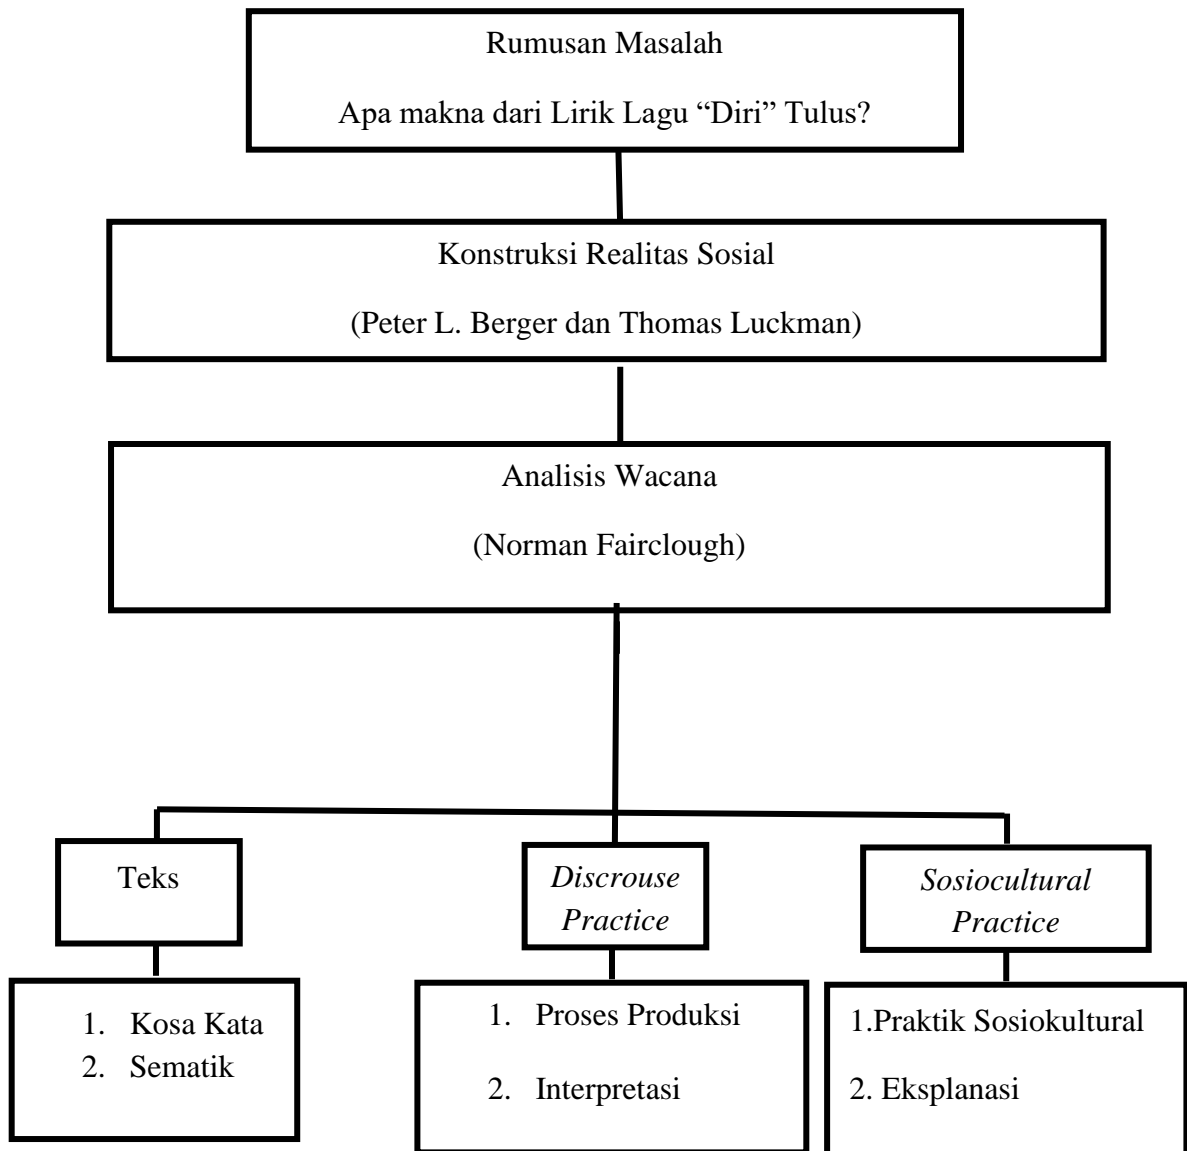 Rumusan Masalah
Apa makna dari Lirik Lagu “Diri” Tulus?
Konstruksi Realitas Sosial
(Peter L. Berger dan Thomas Luckman)
Analisis Wacana
(Norman Fairclough)
Teks
Discrouse
Practice
Sosiocultural
Practice
1. Kosa Kata
2. Sematik
1. Proses Produksi
2. Interpretasi
1.Praktik Sosiokultural
2. Eksplanasi